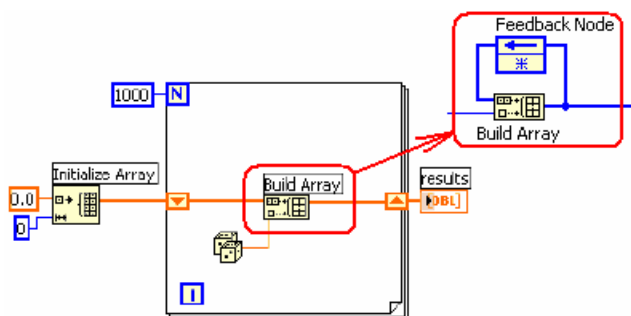 Feedback Node
1000
N
Build Array
Initialize Array
Build Array
results
0.0
DBL
0
i